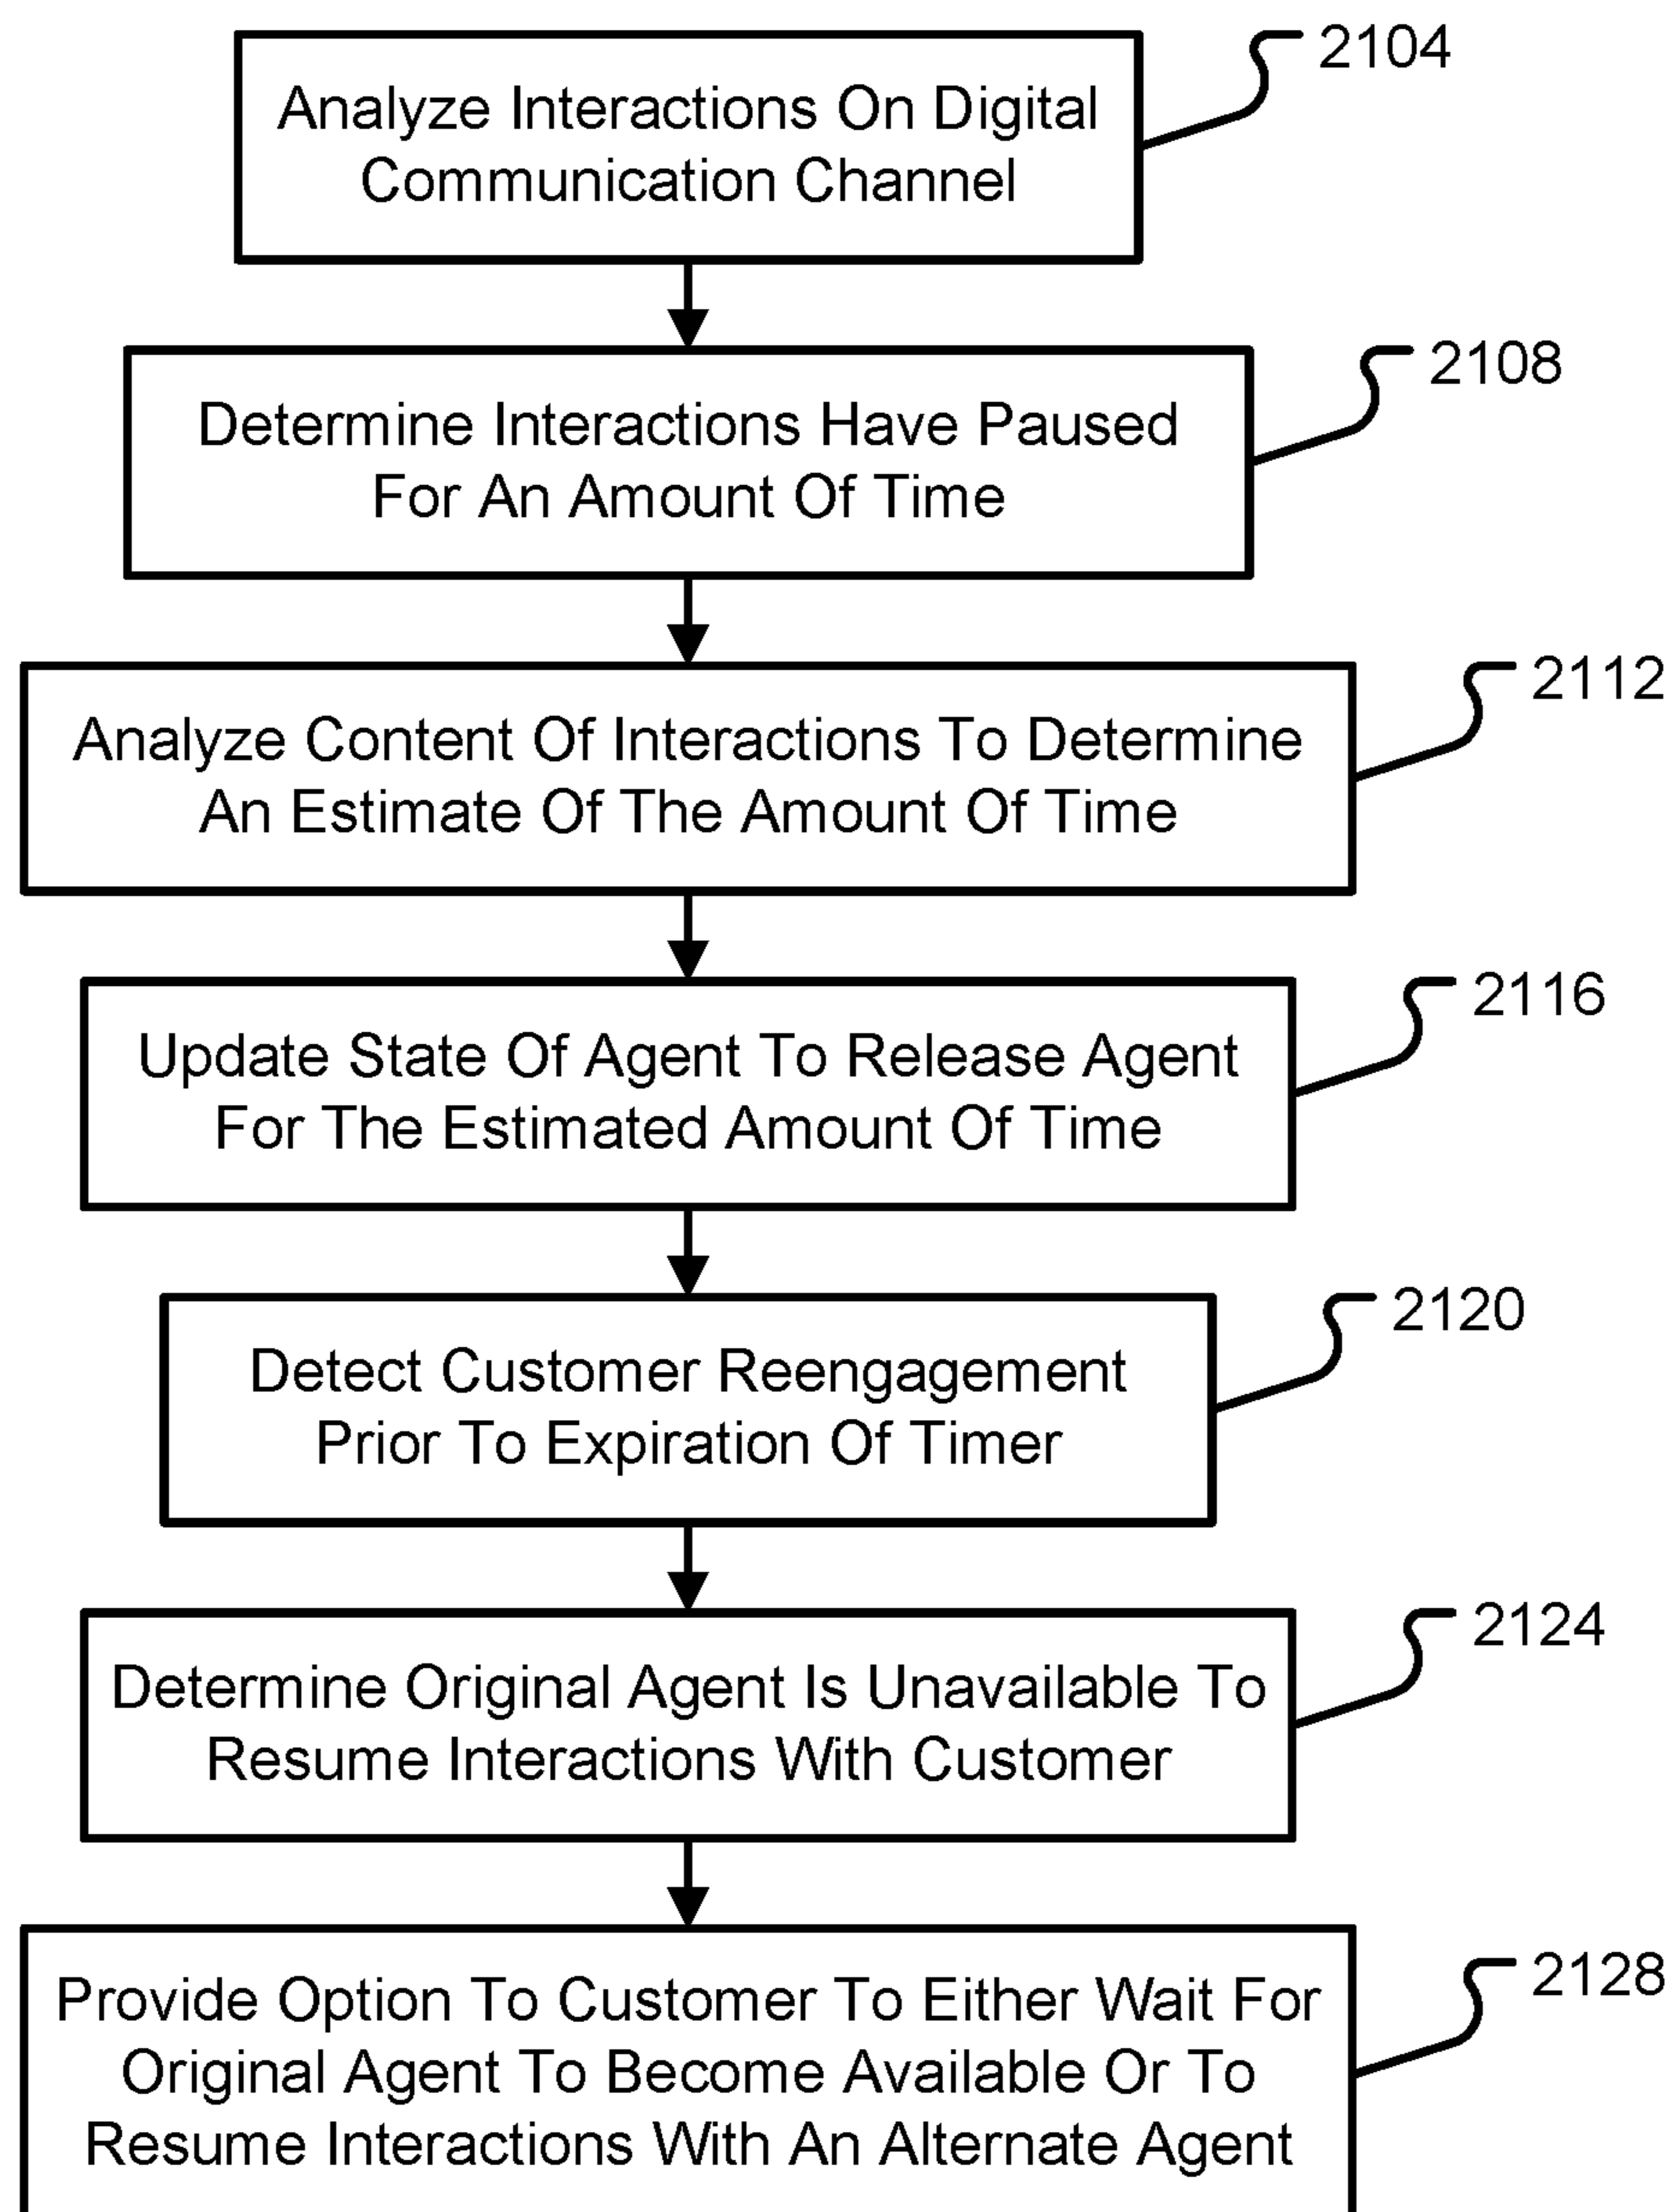 2104
Analyze Interactions On Digital
Communication Channel
2108
Determine Interactions Have Paused
For An Amount Of Time
2112
Analyze Content Of Interactions To Determine
An Estimate Of The Amount Of Time
2116
Update State Of Agent To Release Agent
For The Estimated Amount Of Time
2120
Detect Customer Reengagement
Prior To Expiration Of Timer
2124
Determine Original Agent Is Unavailable To
Resume Interactions With Customer
2128
Provide Option To Customer To Either Wait For
Original Agent To Become Available Or To
Resume Interactions With An Alternate Agent